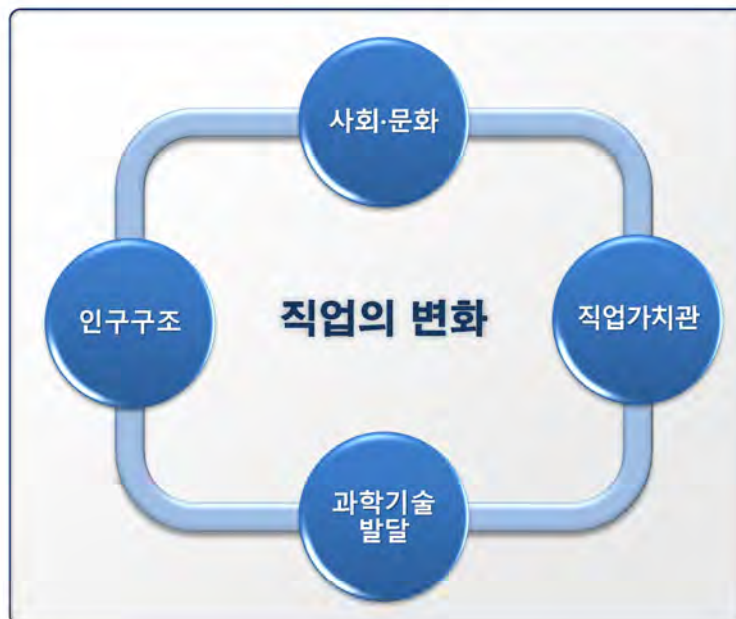 사회·문화
인구구조
직업의 변화
직업가치관
과학기술
발달